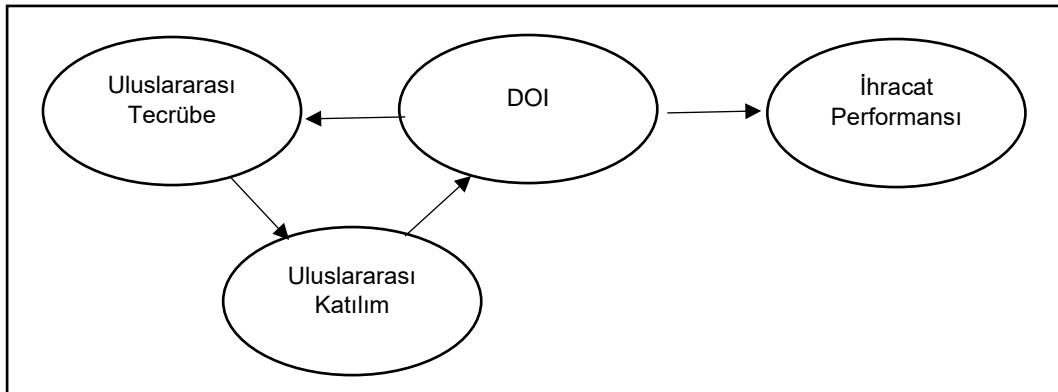 Uluslararası
Tecrübe
DOI
İhracat
Performansı
Uluslararası
Katılım